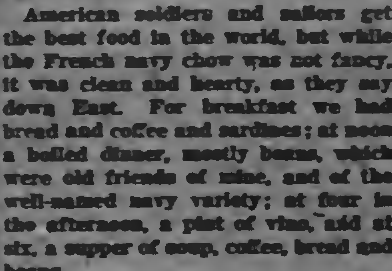 American soldiers and sailors get
the best food in the world, but while
the French navy chow was not fancy,
it was clean and hearty, as they say
down East. For breakfast we had
bread and coffee and sardines; at noon
a boiled dinner, mostly beans, which
were old friends of mine, and of the
well-named navy variety; at four in
the afternoon, a pint of vino, and at
six, a supper of soup, coffee, bread and
beans